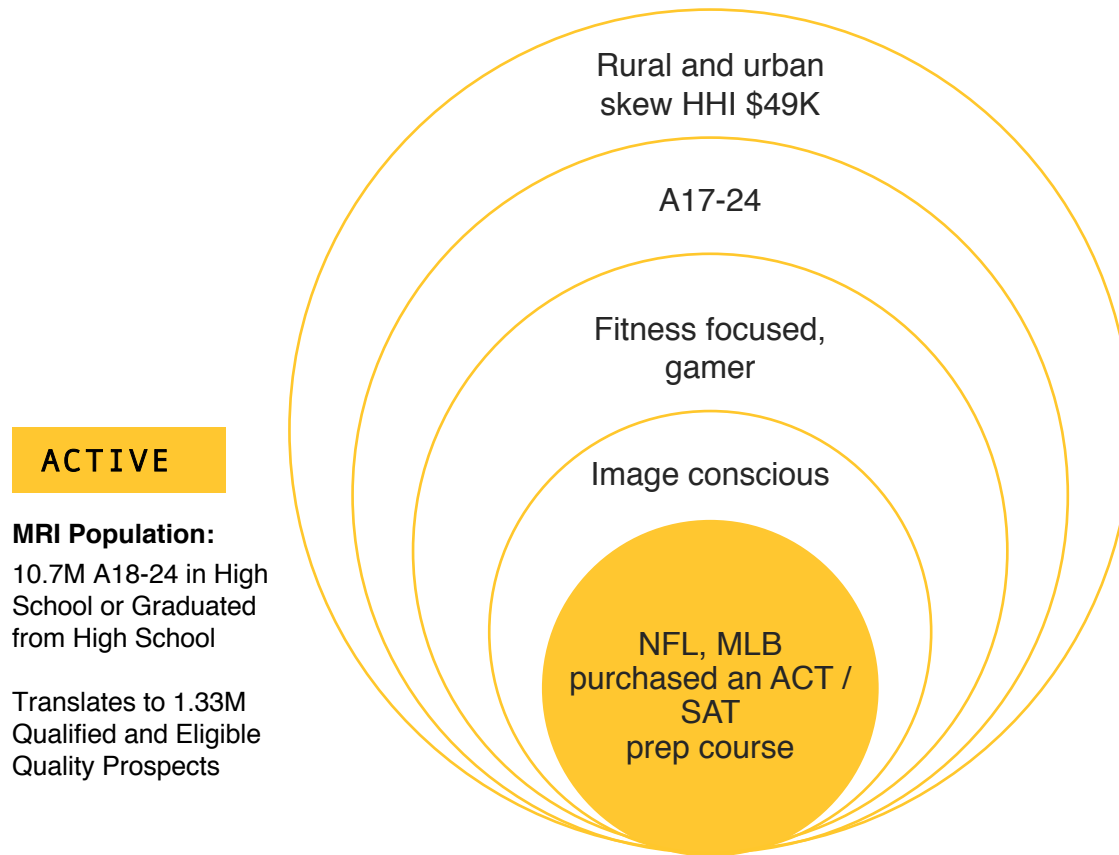 Rural and urban
skew HHI $49K
A17-24
Fitness focused,
gamer
Image conscious
NFL, MLB
purchased an ACT /
SAT
prep course
ACTIVE
MRI Population:
10.7M A18-24 in High
School or Graduated
from High School
Translates to 1.33M
Qualified and Eligible
Quality Prospects